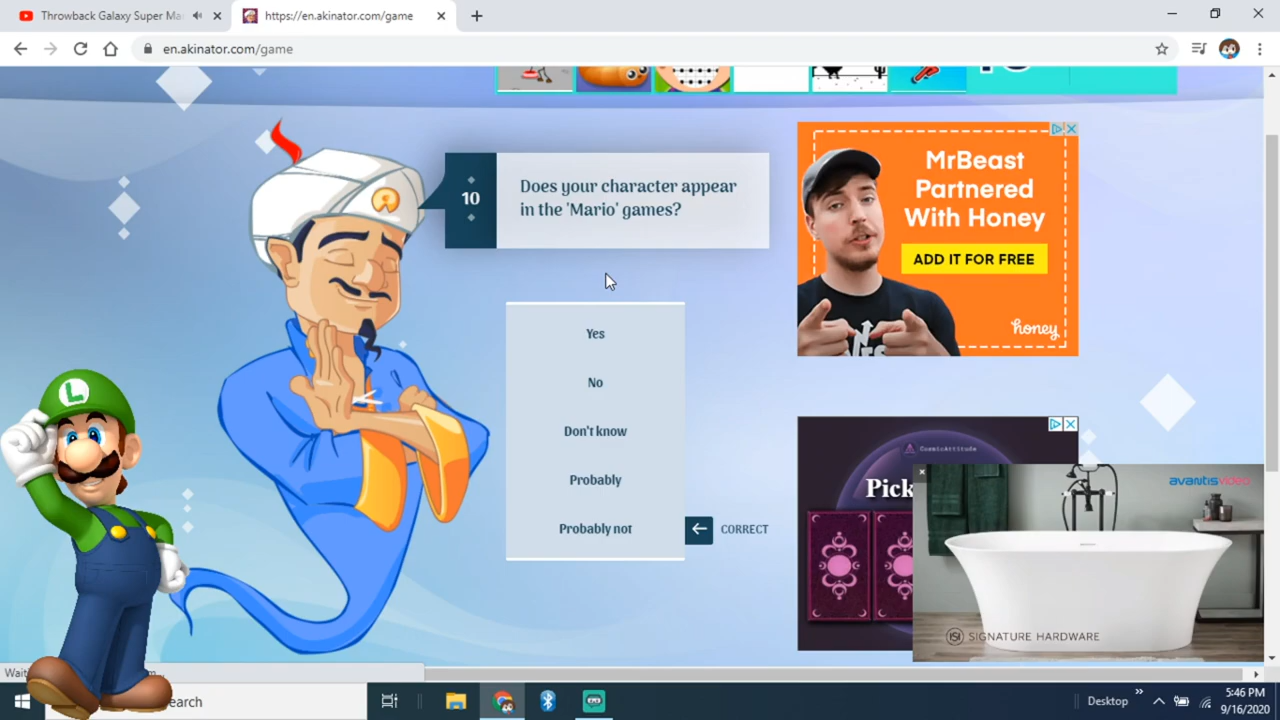 Throwback Galaxy Super Ma
https://en.akinator.com/game
en.akinator.com/game
10
Does your character appear
in the 'Mario' games?
Yes
No
Don't know
Probably
Probably not
CORRECT
MrBeast
Partnered
With Honey
ADD IT FOR FREE
honey
CosmicAttitude
Pick
avantisvideo
SIGNATURE HARDWARE
L
Wait
earch
Desktop
5:46 PM
9/16/2020